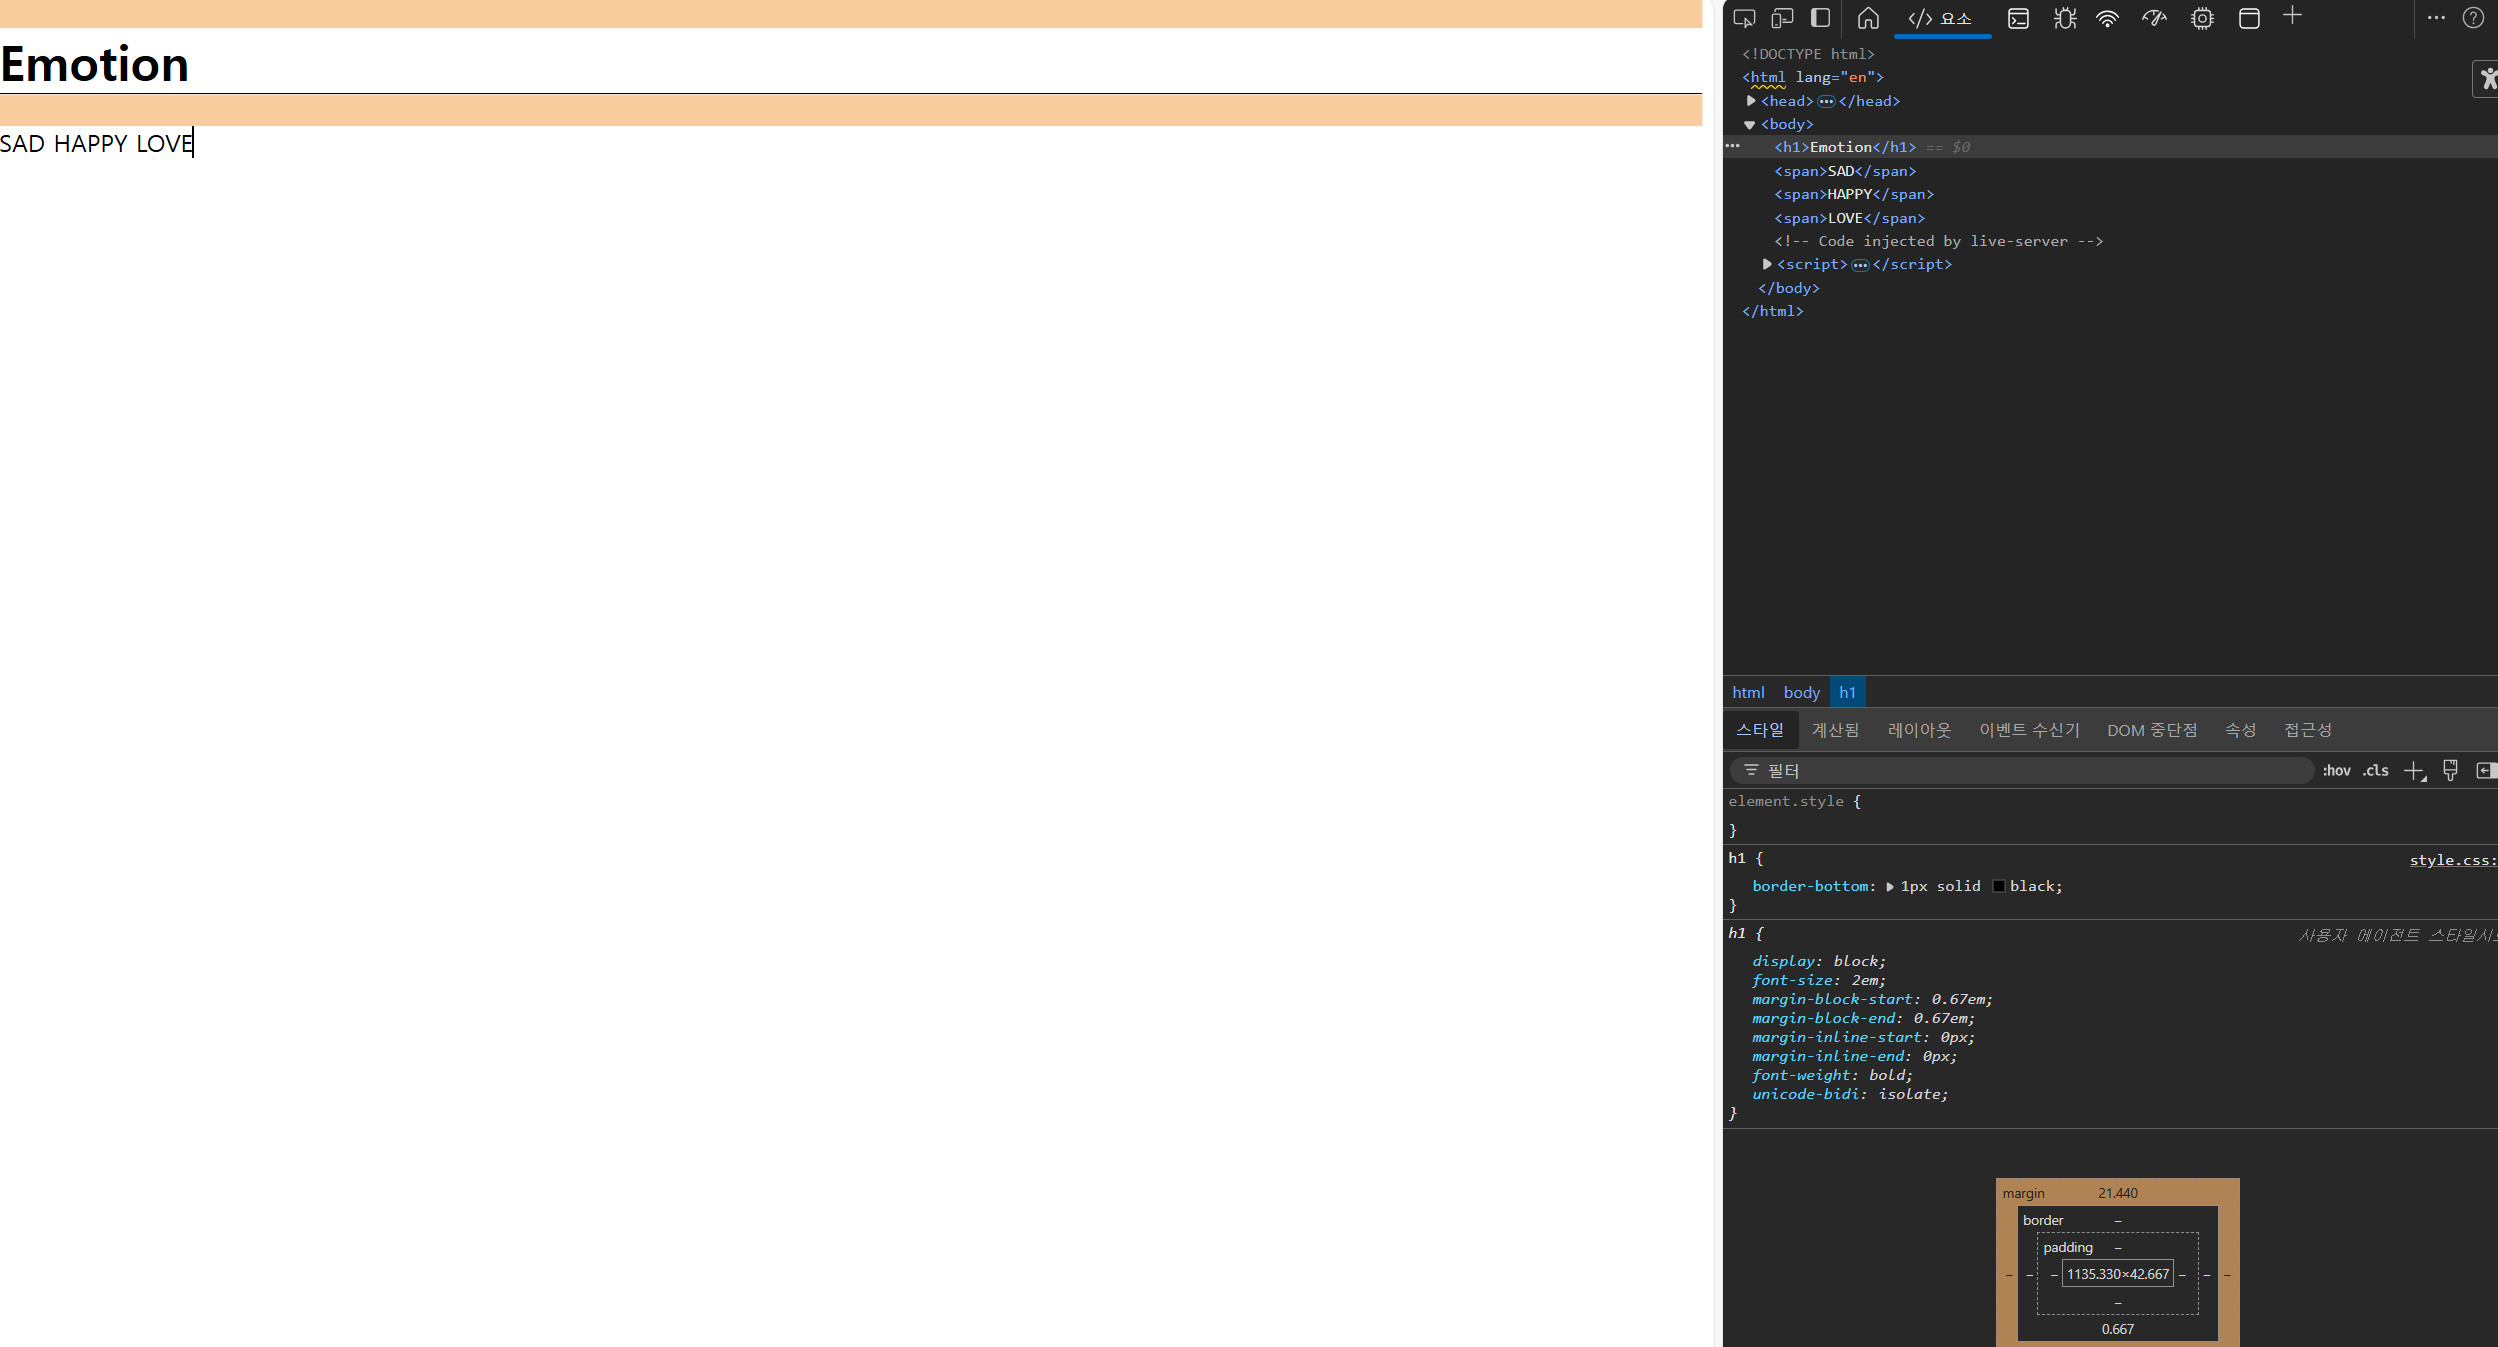 Emotion
SAD HAPPY LOVE
</> 요소
<!DOCTYPE html>
<html lang="en">
<head>…</head>
<body>
… <h1>Emotion</h1> == $0
<span>SAD</span>
<span>HAPPY</span>
<span>LOVE</span>
<!-- Code injected by live-server -->
<script>…</script>
</body>
</html>
html body h1
스타일 계산됨 레이아웃 이벤트 수신기 DOM 중단점 속성 접근성
필터 :hov .cls
element.style {
}
h1 { style.css:
border-bottom: 1px solid black;
}
h1 { 사용자 에이전트 스타일시
display: block;
font-size: 2em;
margin-block-start: 0.67em;
margin-block-end: 0.67em;
margin-inline-start: 0px;
margin-inline-end: 0px;
font-weight: bold;
unicode-bidi: isolate;
}
margin 21.440
border –
padding –
– – – 1135.330×42.667 – – –
–
0.667